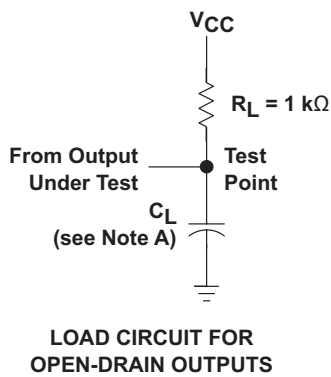 VCC
RL = 1 kΩ
From Output
Under Test
Test
Point
CL
(see Note A)
LOAD CIRCUIT FOR
OPEN-DRAIN OUTPUTS